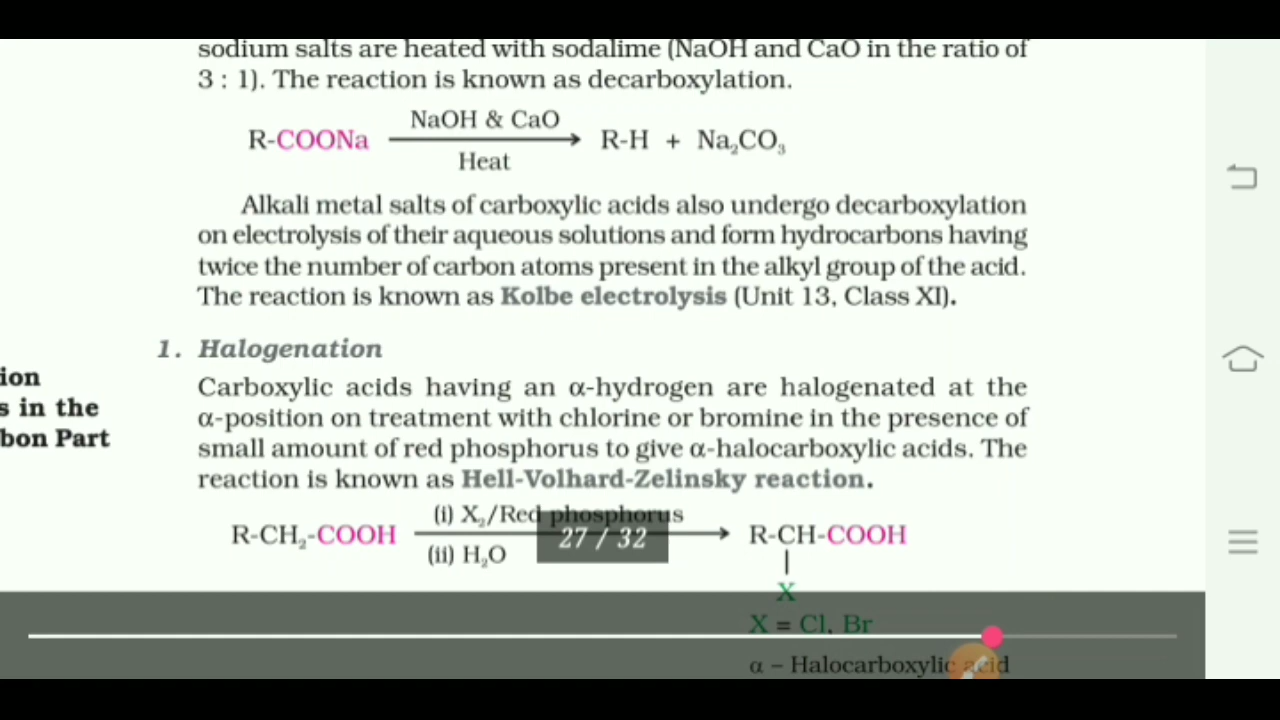 sodium salts are heated with sodalime (NaOH and CaO in the ratio of
3 : 1). The reaction is known as decarboxylation.
NaOH & CaO
R-COONa R-H + Na₂CO₃
Heat
Alkali metal salts of carboxylic acids also undergo decarboxylation
on electrolysis of their aqueous solutions and form hydrocarbons having
twice the number of carbon atoms present in the alkyl group of the acid.
The reaction is known as Kolbe electrolysis (Unit 13, Class XI).
1. Halogenation
ion
s in the
bon Part
Carboxylic acids having an α-hydrogen are halogenated at the
α-position on treatment with chlorine or bromine in the presence of
small amount of red phosphorus to give α-halocarboxylic acids. The
reaction is known as Hell-Volhard-Zelinsky reaction.
(i) X₂/Red phosphorus
R-CH₂-COOH R-CH-COOH
(ii) H₂O
27 / 32
X
X = Cl, Br
α – Halocarboxylic acid